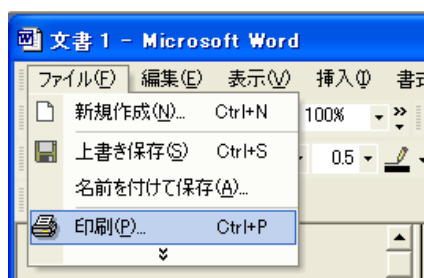 文書 1 - Microsoft Word
ファイル(F) 編集(E) 表示(V) 挿入(I) 書式
新規作成(N)... Ctrl+N 100%
上書き保存(S) Ctrl+S 0.5
名前を付けて保存(A)...
印刷(P)... Ctrl+P